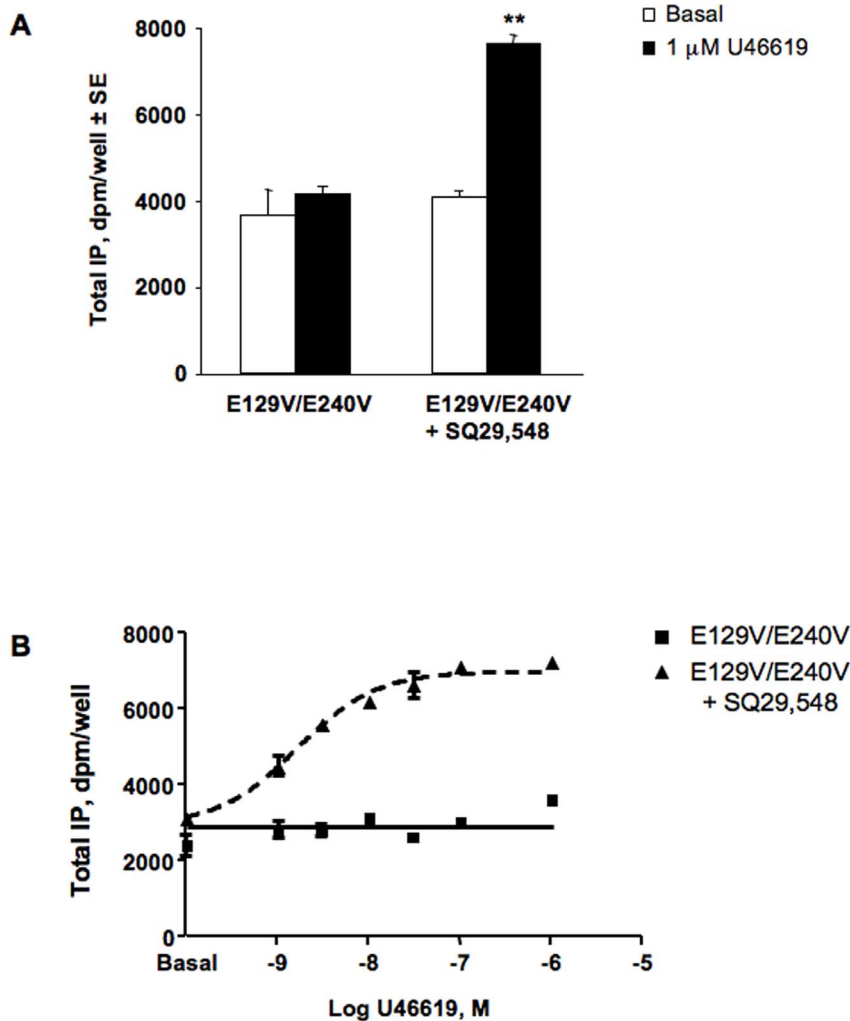 A
Total IP, dpm/well ± SE
8000
6000
4000
2000
0
**
Basal
1 μM U46619
E129V/E240V
E129V/E240V
+ SQ29,548
B
Total IP, dpm/well
8000
6000
4000
2000
0
E129V/E240V
E129V/E240V
+ SQ29,548
Basal -9 -8 -7 -6 -5
Log U46619, M